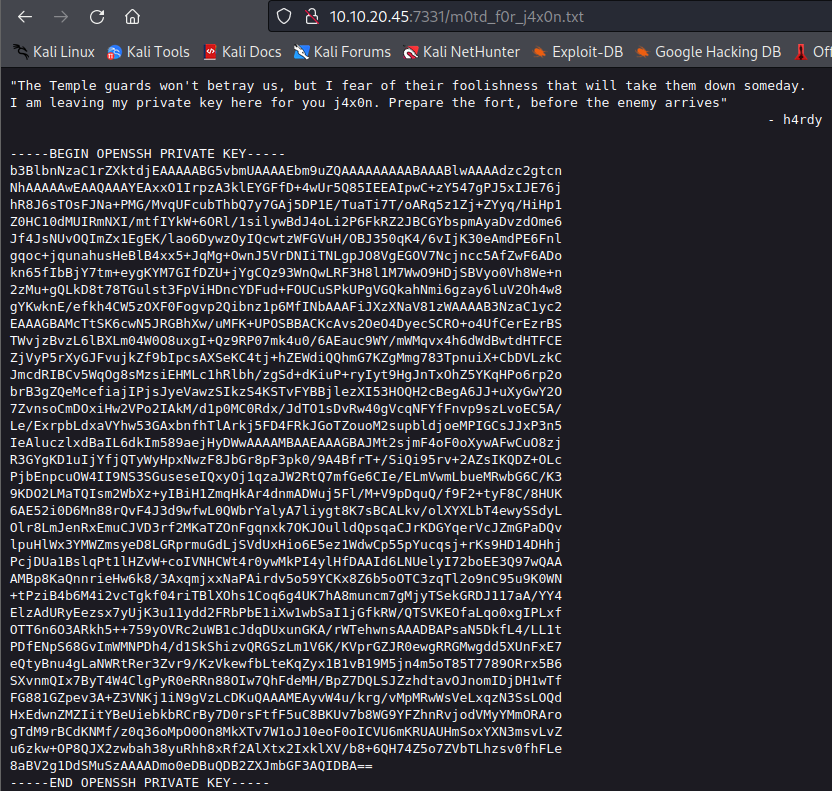 10.10.20.45:7331/m0td_f0r_j4x0n.txt
Kali Linux Kali Tools Kali Docs Kali Forums Kali NetHunter Exploit-DB Google Hacking DB
"The Temple guards won't betray us, but I fear of their foolishness that will take them down someday.
I am leaving my private key here for you j4x0n. Prepare the fort, before the enemy arrives"
- h4rdy
-----BEGIN OPENSSH PRIVATE KEY-----
b3BlbnNzaC1rZXktdjEAAAAABG5vbmUAAAAEbm9uZQAAAAAAAAABAAABlwAAAAdzc2gtcn
NhAAAAAwEAAQAAAYEAxxO1IrpzA3klEYGFfD+4wUr5Q85IEEAIpwC+zY547gPJ5xIJE76j
hR8J6sTOsFJNa+PMG/MvqUFcubThbQ7y7GAj5DP1E/TuaTi7T/oARq5z1Zj+ZYyq/HiHp1
Z0HC10dMUIRmNXI/mtfIYkW+6ORl/1silywBdJ4oLi2P6FkRZ2JBCGYbspmAyaDvzdOme6
Jf4JsNUvOQImZx1EgEK/lao6DywzOyIQcwtzWFGVuH/OBJ350qK4/6vIjK30eAmdPE6Fnl
gqoc+jqunahusHeBlB4xx5+JqMg+OwnJ5VrDNIiTNLgpJO8VgEGOV7Ncjncc5AfZwF6ADo
kn65fIbBjY7tm+eygKYM7GIfDZU+jYgCQz93WnQwLRF3H8l1M7WwO9HDjSBVyo0Vh8We+n
2zMu+gQLkD8t78TGulst3FpViHDncYDFud+FOUCuSPkUPgVGQkahNmi6gzay6luV2Oh4w8
gYKwknE/efkh4CW5zOXF0Fogvp2Qibnz1p6MfINbAAAFiJXzXNaV81zWAAAAB3NzaC1yc2
EAAAGBAMcTtSK6cwN5JRGBhXw/uMFK+UPOSBBACKcAvs2OeO4DyecSCRO+o4UfCerEzrBS
TWvjzBvzL6lBXLm04W0O8uxgI+Qz9RP07mk4u0/6AEauc9WY/mWMqvx4h6dWdBwtdHTFCE
ZjVyP5rXyGJFvujkZf9bIpcsAXSeKC4tj+hZEWdiQQhmG7KZgMmg783TpnuiX+CbDVLzkC
JmcdRIBCv5WqOg8sMzsiEHMLc1hRlbh/zgSd+dKiuP+ryIyt9HgJnTxOhZ5YKqHPo6rp2o
brB3gZQeMcefiajIPjsJyeVawzSIkzS4KSTvFYBBjlezXI53HOQH2cBegA6JJ+uXyGwY2O
7ZvnsoCmDOxiHw2VPo2IAkM/d1p0MC0Rdx/JdTO1sDvRw40gVcqNFYfFnvp9szLvoEC5A/
Le/ExrpbLdxaVYhw53GAxbnfhTlArkj5FD4FRkJGoTZouoM2supbldjoeMPIGCsJJxP3n5
IeAluczlxdBaIL6dkIm589aejHyDWwAAAAMBAAEAAAGBAJMt2sjmF4oF0oXywAFwCuO8zj
R3GYgKD1uIjYfjQTyWyHpxNwzF8JbGr8pF3pk0/9A4BfrT+/SiQi95rv+2AZsIKQDZ+OLc
PjbEnpcuOW4II9NS3SGuseseIQxyOj1qzaJW2RtQ7mfGe6CIe/ELmVwmLbueMRwbG6C/K3
9KDO2LMaTQIsm2WbXz+yIBiH1ZmqHkAr4dnmADWuj5Fl/M+V9pDquQ/f9F2+tyF8C/8HUK
6AE52i0D6Mn88rQvF4J3d9wfwL0QWbrYalyA7liygt8K7sBCALkv/olXYXLbT4ewySSdyL
Olr8LmJenRxEmuCJVD3rf2MKaTZOnFgqnxk7OKJOulldQpsqaCJrKDGYqerVcJZmGPaDQv
lpuHlWx3YMWZmsyeD8LGRprmuGdLjSVdUxHio6E5ez1WdwCp55pYucqsj+rKs9HD14DHhj
PcjDUa1BslqPt1lHZvW+coIVNHCWt4r0ywMkPI4ylHfDAAId6LNUelyI72boEE3Q97wQAA
AMBp8KaQnnrieHw6k8/3AxqmjxxNaPAirdv5o59YCKx8Z6b5oOTC3zqTl2o9nC95u9K0WN
+tPziB4b6M4i2vcTgkf04riTBlXOhs1Coq6g4UK7hA8muncm7gMjyTSekGRDJ117aA/YY4
ElzAdURyEezsx7yUjK3u11ydd2FRbPbE1iXw1wbSaI1jGfkRW/QTSVKEOfaLqo0xgIPLxf
OTT6n6O3ARkh5++759yOVRc2uWB1cJdqDUxunGKA/rWTehwnsAAADBAPsaN5DkfL4/LL1t
PDfENpS68GvImWMNPDh4/d1SkShizvQRGSzLm1V6K/KVprGZJR0ewgRRGMwgdd5XUnFxE7
eQtyBnu4gLaNWRtRer3Zvr9/KzVkewfbLteKqZyx1B1vB19M5jn4m5oT85T7789ORrx5B6
SXvnmQIx7ByT4W4ClgPyR0eRRn88OIw7QhFdeMH/BpZ7DQLSJZzhdtavOJnomIDjDH1wTf
FG881GZpev3A+Z3VNKj1iN9gVzLcDKuQAAAMEAyvW4u/krg/vMpMRwWsVeLxqzN3SsLOQd
HxEdwnZMZIitYBeUiebkbRCrBy7D0rsFtfF5uC8BKUv7b8WG9YFZhnRvjodVMyYMmORAro
gTdM9rBCdKNMf/z0q36oMpO0On8MkXTv7W1oJ10eoF0oICVU6mKRUAUHmSoxYXN3msvLvZ
u6zkw+OP8QJX2zwbah38yuRhh8xRf2AlXtx2IxklXV/b8+6QH74Z5o7ZVbTLhzsv0fhFLe
8aBV2g1DdSMuSzAAAADmo0eDBuQDB2ZXJmbGF3AQIDBA==
-----END OPENSSH PRIVATE KEY-----